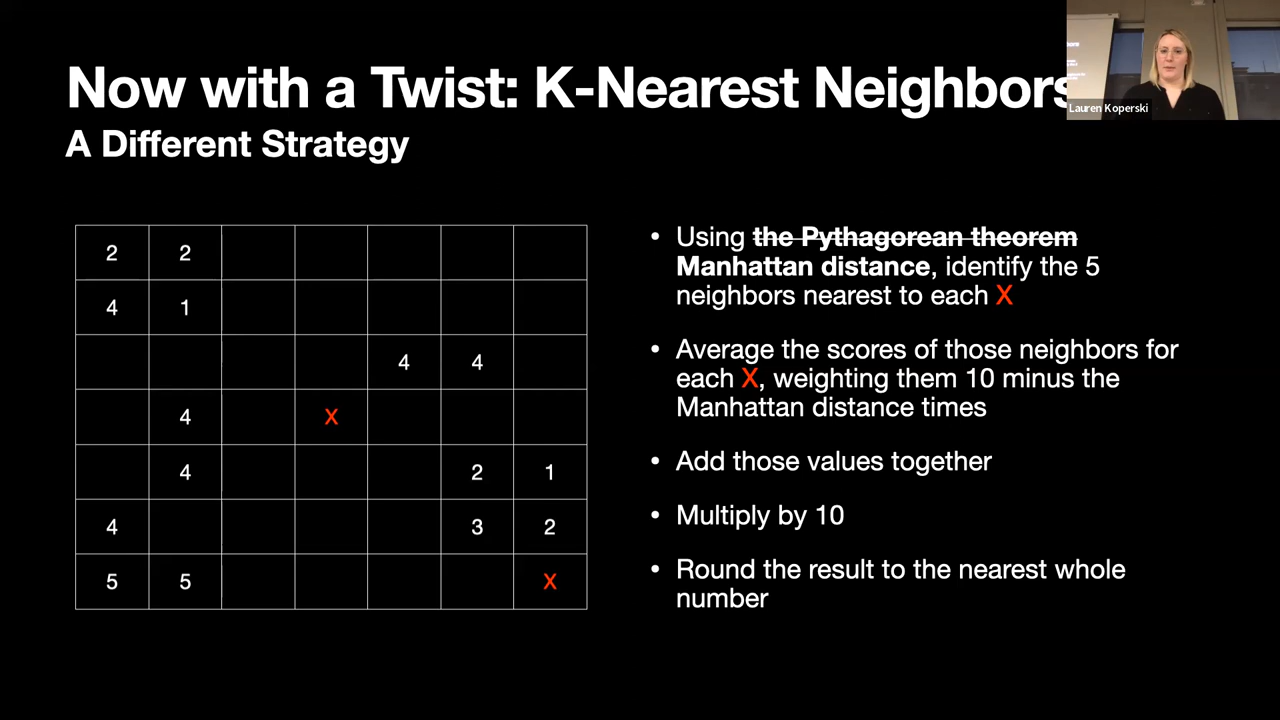 Now with a Twist: K-Nearest Neighbors
Lauren Koperski
A Different Strategy
2 2
4 1
4 4
4 X
4 2 1
4 3 2
5 5 X
• Using the Pythagorean theorem
Manhattan distance, identify the 5
neighbors nearest to each X
• Average the scores of those neighbors for
each X, weighting them 10 minus the
Manhattan distance times
• Add those values together
• Multiply by 10
• Round the result to the nearest whole
number